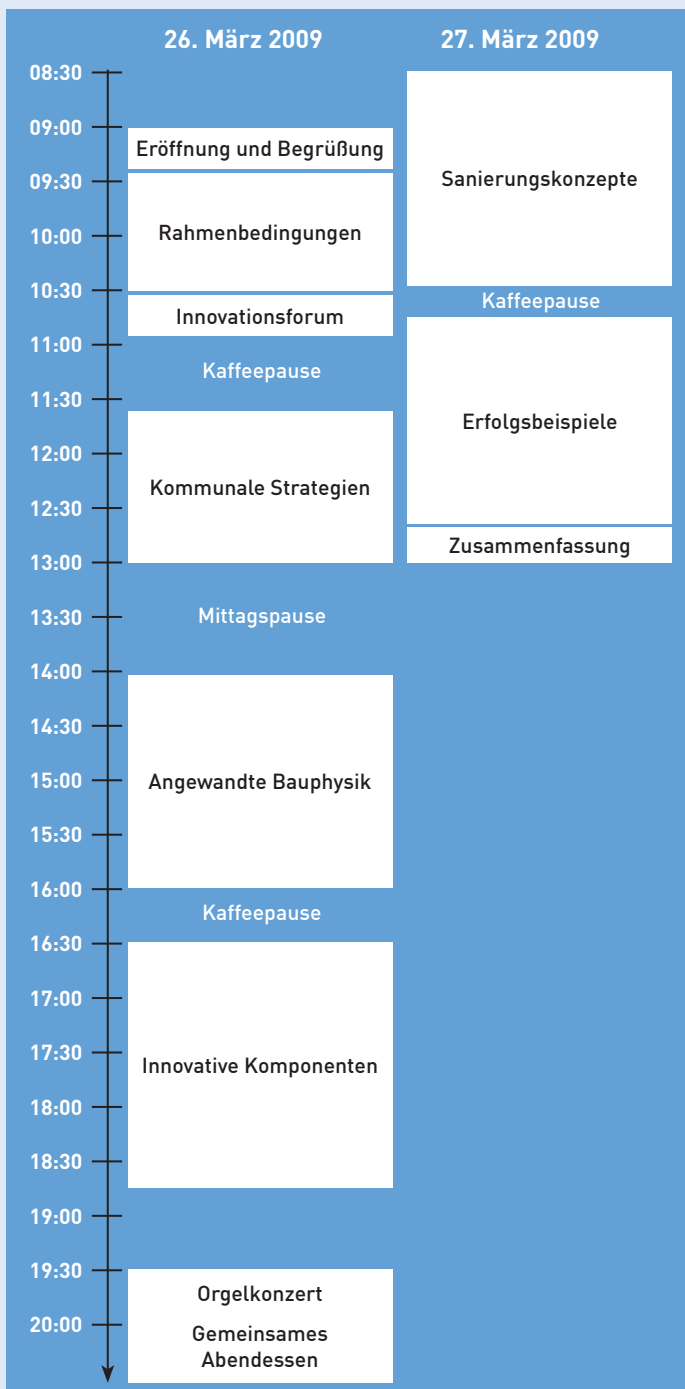 26. März 2009
27. März 2009
08:30
09:00
09:30
10:00
10:30
11:00
11:30
12:00
12:30
13:00
13:30
14:00
14:30
15:00
15:30
16:00
16:30
17:00
17:30
18:00
18:30
19:00
19:30
20:00
Eröffnung und Begrüßung
Rahmenbedingungen
Innovationsforum
Kaffeepause
Kommunale Strategien
Mittagspause
Angewandte Bauphysik
Kaffeepause
Innovative Komponenten
Orgelkonzert
Gemeinsames
Abendessen
Sanierungskonzepte
Kaffeepause
Erfolgsbeispiele
Zusammenfassung